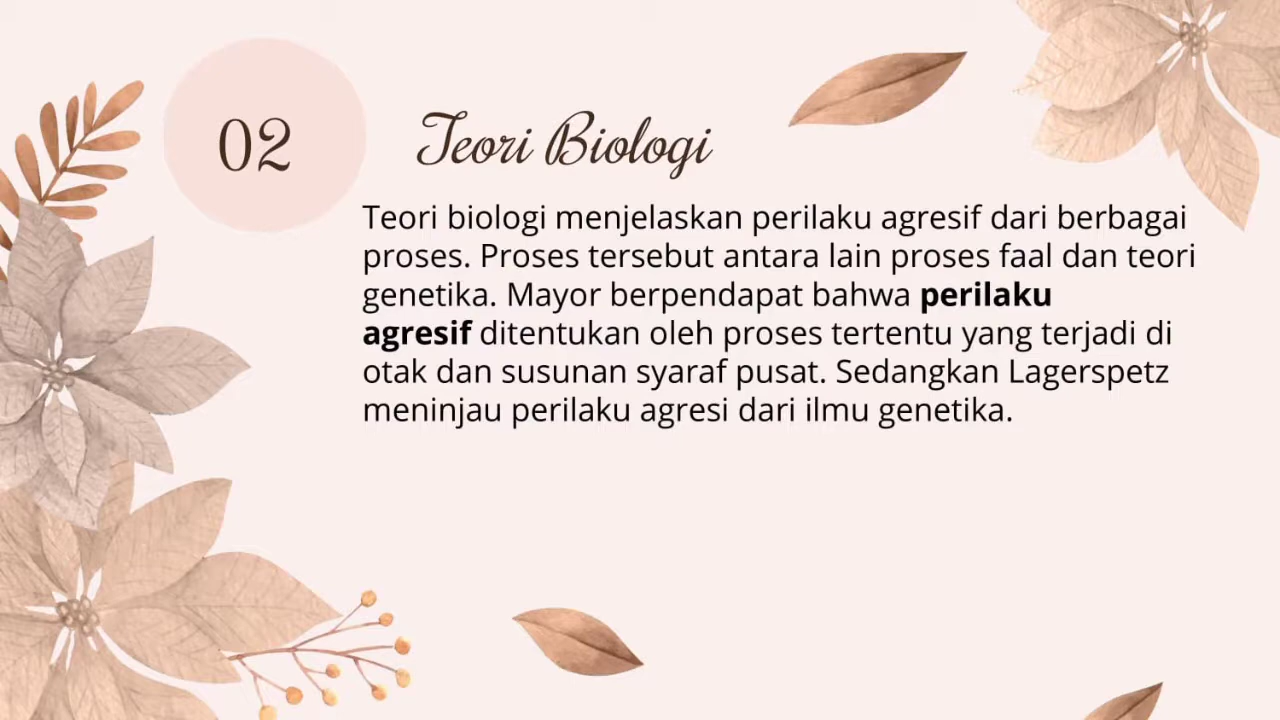 02
Teori Biologi
Teori biologi menjelaskan perilaku agresif dari berbagai
proses. Proses tersebut antara lain proses faal dan teori
genetika. Mayor berpendapat bahwa perilaku
agresif ditentukan oleh proses tertentu yang terjadi di
otak dan susunan syaraf pusat. Sedangkan Lagerspetz
meninjau perilaku agresi dari ilmu genetika.